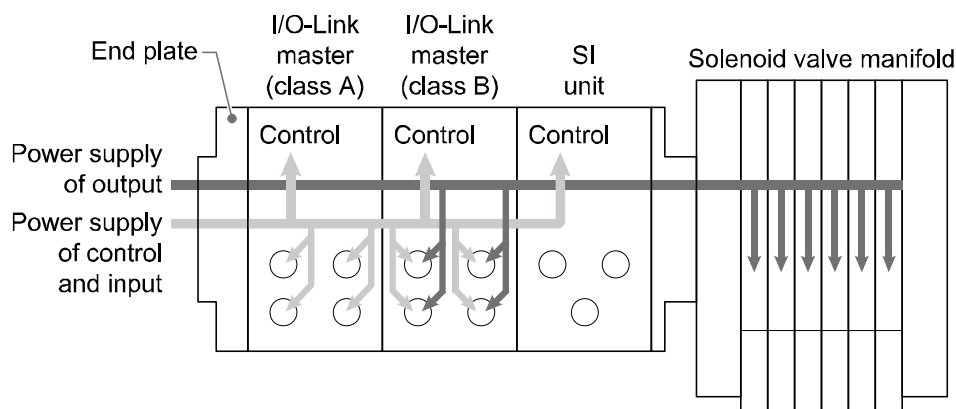 End plate
I/O-Link
master
(class A)
I/O-Link
master
(class B)
SI
unit
Solenoid valve manifold
Control
Control
Control
Power supply
of output
Power supply
of control
and input